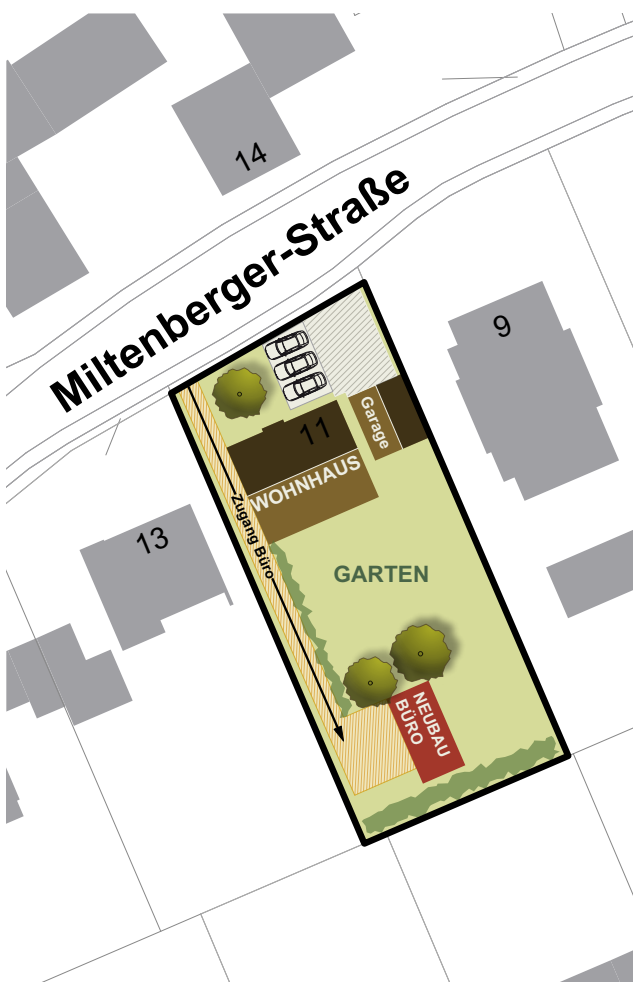 14
Miltenberger-Straße
9
11
Garage
WOHNHAUS
13
Zugang Büro
GARTEN
NEUBAU
BÜRO